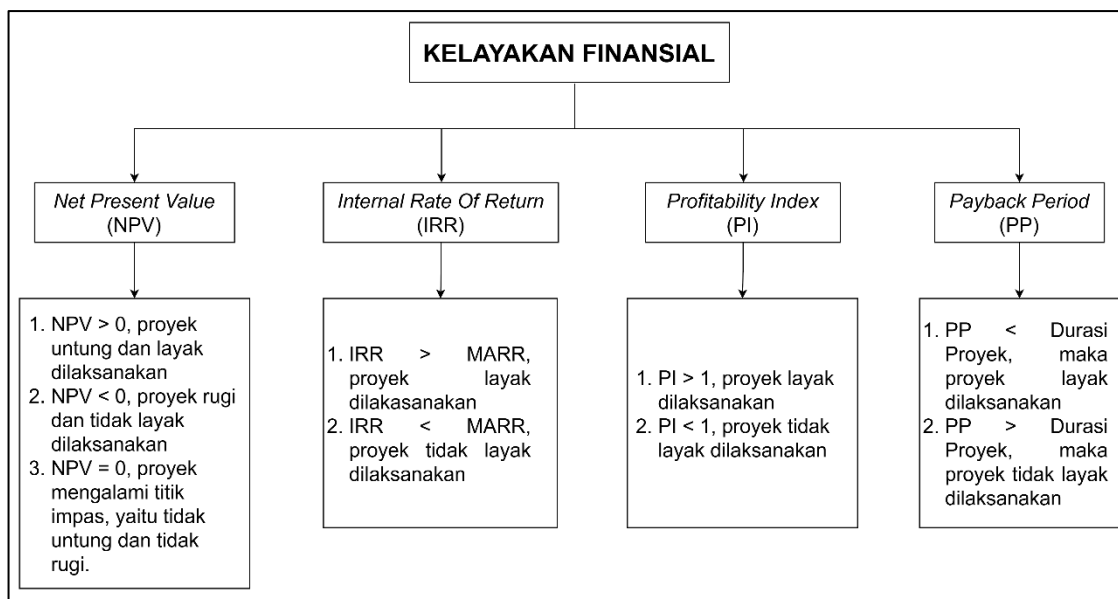 KELAYAKAN FINANSIAL
Net Present Value
(NPV)
Internal Rate Of Return
(IRR)
Profitability Index
(PI)
Payback Period
(PP)
1. NPV > 0, proyek
untung dan layak
dilaksanakan
2. NPV < 0, proyek rugi
dan tidak layak
dilaksanakan
3. NPV = 0, proyek
mengalami titik
impas, yaitu tidak
untung dan tidak
rugi.
1. IRR > MARR,
proyek layak
dilakasanakan
2. IRR < MARR,
proyek tidak layak
dilaksanakan
1. PI > 1, proyek layak
dilaksanakan
2. PI < 1, proyek tidak
layak dilaksanakan
1. PP < Durasi
Proyek, maka
proyek layak
dilaksanakan
2. PP > Durasi
Proyek, maka
proyek tidak layak
dilaksanakan